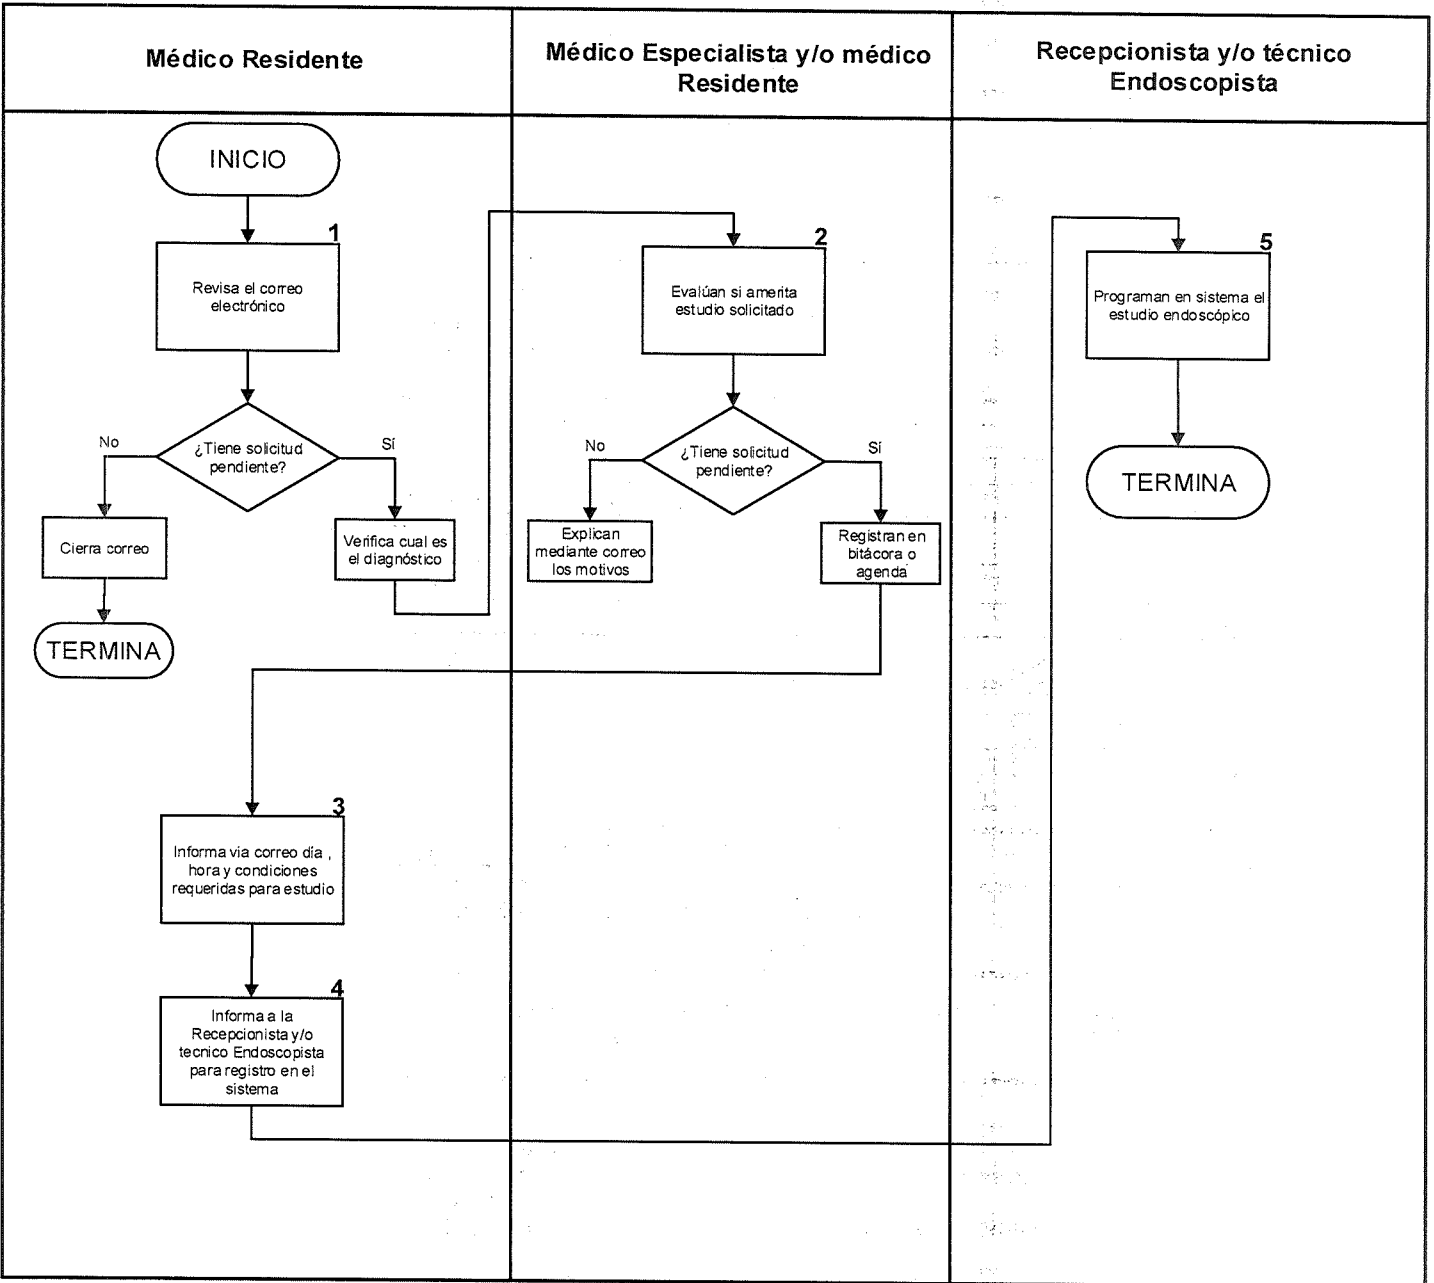 Médico Residente
Médico Especialista y/o médico
Residente
Recepcionista y/o técnico
Endoscopista
INICIO
1
Revisa el correo
electrónico
¿Tiene solicitud
pendiente?
No
Sí
Cierra correo
TERMINA
Verifica cual es
el diagnóstico
2
Evalúan si amerita
estudio solicitado
¿Tiene solicitud
pendiente?
No
Sí
Explican
mediante correo
los motivos
Registran en
bitácora o
agenda
3
Informa via correo día ,
hora y condiciones
requeridas para estudio
4
Informa a la
Recepcionista y/o
tecnico Endoscopista
para registro en el
sistema
5
Programan en sistema el
estudio endoscópico
TERMINA